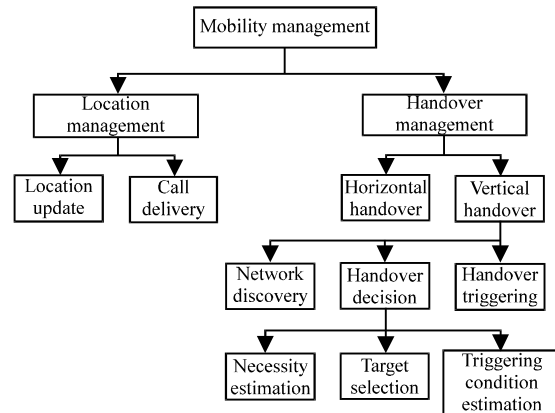 Mobility management
Location
management
Handover
management
Location
update
Call
delivery
Horizontal
handover
Vertical
handover
Network
discovery
Handover
decision
Handover
triggering
Necessity
estimation
Target
selection
Triggering
condition
estimation